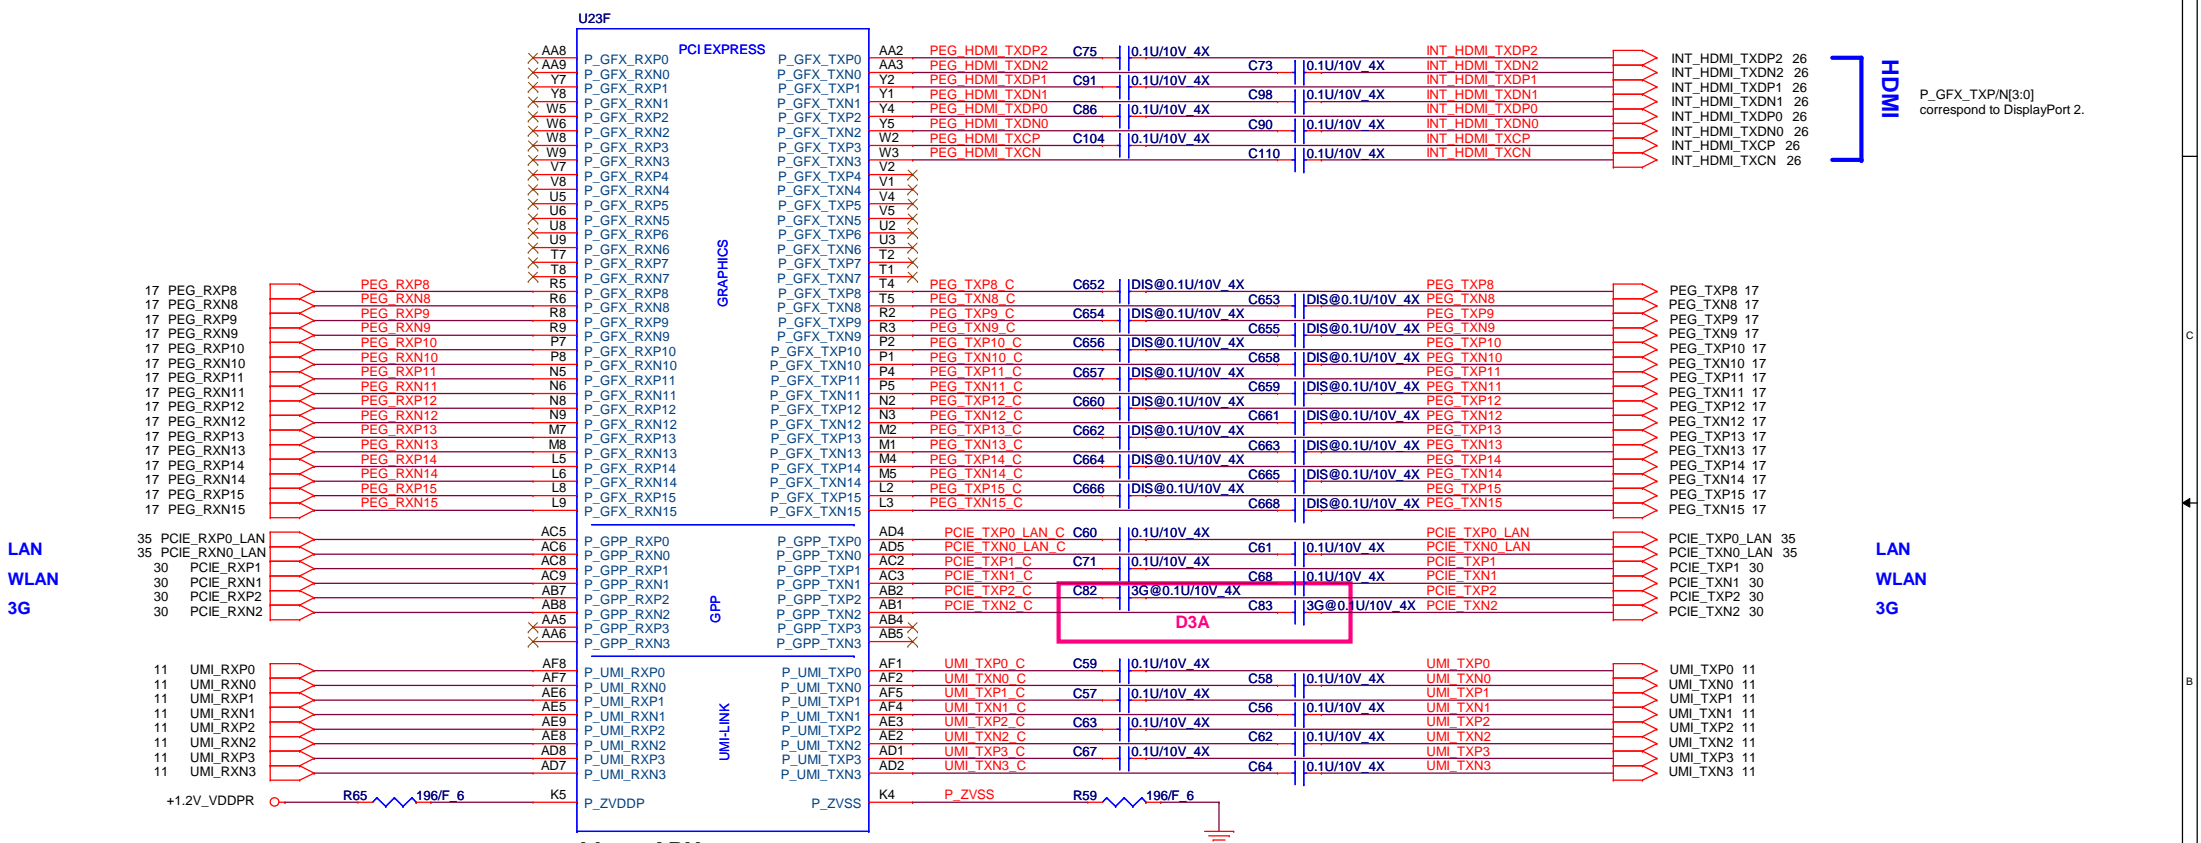 U23F
PCI EXPRESS
AA8 P_GFX_RXP0 P_GFX_TXP0 AA2 PEG_HDMI_TXDP2 C75 0.1U/10V_4X INT_HDMI_TXDP2 INT_HDMI_TXDP2 26
AA9 P_GFX_RXN0 P_GFX_TXN0 AA3 PEG_HDMI_TXDN2 C73 0.1U/10V_4X INT_HDMI_TXDN2 INT_HDMI_TXDN2 26
Y7 P_GFX_RXP1 P_GFX_TXP1 Y2 PEG_HDMI_TXDP1 C91 0.1U/10V_4X INT_HDMI_TXDP1 INT_HDMI_TXDP1 26
Y8 P_GFX_RXN1 P_GFX_TXN1 Y1 PEG_HDMI_TXDN1 C98 0.1U/10V_4X INT_HDMI_TXDN1 INT_HDMI_TXDN1 26
W5 P_GFX_RXP2 P_GFX_TXP2 Y4 PEG_HDMI_TXDP0 C86 0.1U/10V_4X INT_HDMI_TXDP0 INT_HDMI_TXDP0 26
W6 P_GFX_RXN2 P_GFX_TXN2 Y5 PEG_HDMI_TXDN0 C90 0.1U/10V_4X INT_HDMI_TXDN0 INT_HDMI_TXDN0 26
W8 P_GFX_RXP3 P_GFX_TXP3 W2 PEG_HDMI_TXCP C104 0.1U/10V_4X INT_HDMI_TXCP INT_HDMI_TXCP 26
W9 P_GFX_RXN3 P_GFX_TXN3 W3 PEG_HDMI_TXCN C110 0.1U/10V_4X INT_HDMI_TXCN INT_HDMI_TXCN 26
HDMI
P_GFX_TXP/N[3:0]
correspond to DisplayPort 2.
V7 P_GFX_RXP4 P_GFX_TXP4 V2
V8 P_GFX_RXN4 P_GFX_TXN4 V1
U5 P_GFX_RXP5 P_GFX_TXP5 V4
U6 P_GFX_RXN5 P_GFX_TXN5 V5
U8 P_GFX_RXP6 P_GFX_TXP6 U2
U9 P_GFX_RXN6 P_GFX_TXN6 U3
T7 P_GFX_RXP7 P_GFX_TXP7 T2
T8 P_GFX_RXN7 P_GFX_TXN7 T1
GRAPHICS
17 PEG_RXP8 PEG_RXP8 R5 P_GFX_RXP8 P_GFX_TXP8 T4 PEG_TXP8_C C652 DIS@0.1U/10V_4X PEG_TXP8 PEG_TXP8 17
17 PEG_RXN8 PEG_RXN8 R6 P_GFX_RXN8 P_GFX_TXN8 T5 PEG_TXN8_C C653 DIS@0.1U/10V_4X PEG_TXN8 PEG_TXN8 17
17 PEG_RXP9 PEG_RXP9 R8 P_GFX_RXP9 P_GFX_TXP9 R2 PEG_TXP9_C C654 DIS@0.1U/10V_4X PEG_TXP9 PEG_TXP9 17
17 PEG_RXN9 PEG_RXN9 R9 P_GFX_RXN9 P_GFX_TXN9 R3 PEG_TXN9_C C655 DIS@0.1U/10V_4X PEG_TXN9 PEG_TXN9 17
17 PEG_RXP10 PEG_RXP10 P7 P_GFX_RXP10 P_GFX_TXP10 P2 PEG_TXP10_C C656 DIS@0.1U/10V_4X PEG_TXP10 PEG_TXP10 17
17 PEG_RXN10 PEG_RXN10 P8 P_GFX_RXN10 P_GFX_TXN10 P1 PEG_TXN10_C C658 DIS@0.1U/10V_4X PEG_TXN10 PEG_TXN10 17
17 PEG_RXP11 PEG_RXP11 N5 P_GFX_RXP11 P_GFX_TXP11 P4 PEG_TXP11_C C657 DIS@0.1U/10V_4X PEG_TXP11 PEG_TXP11 17
17 PEG_RXN11 PEG_RXN11 N6 P_GFX_RXN11 P_GFX_TXN11 P5 PEG_TXN11_C C659 DIS@0.1U/10V_4X PEG_TXN11 PEG_TXN11 17
17 PEG_RXP12 PEG_RXP12 N8 P_GFX_RXP12 P_GFX_TXP12 N2 PEG_TXP12_C C660 DIS@0.1U/10V_4X PEG_TXP12 PEG_TXP12 17
17 PEG_RXN12 PEG_RXN12 N9 P_GFX_RXN12 P_GFX_TXN12 N3 PEG_TXN12_C C661 DIS@0.1U/10V_4X PEG_TXN12 PEG_TXN12 17
17 PEG_RXP13 PEG_RXP13 M7 P_GFX_RXP13 P_GFX_TXP13 M2 PEG_TXP13_C C662 DIS@0.1U/10V_4X PEG_TXP13 PEG_TXP13 17
17 PEG_RXN13 PEG_RXN13 M8 P_GFX_RXN13 P_GFX_TXN13 M1 PEG_TXN13_C C663 DIS@0.1U/10V_4X PEG_TXN13 PEG_TXN13 17
17 PEG_RXP14 PEG_RXP14 L5 P_GFX_RXP14 P_GFX_TXP14 M4 PEG_TXP14_C C664 DIS@0.1U/10V_4X PEG_TXP14 PEG_TXP14 17
17 PEG_RXN14 PEG_RXN14 L6 P_GFX_RXN14 P_GFX_TXN14 M5 PEG_TXN14_C C665 DIS@0.1U/10V_4X PEG_TXN14 PEG_TXN14 17
17 PEG_RXP15 PEG_RXP15 L8 P_GFX_RXP15 P_GFX_TXP15 L2 PEG_TXP15_C C666 DIS@0.1U/10V_4X PEG_TXP15 PEG_TXP15 17
17 PEG_RXN15 PEG_RXN15 L9 P_GFX_RXN15 P_GFX_TXN15 L3 PEG_TXN15_C C668 DIS@0.1U/10V_4X PEG_TXN15 PEG_TXN15 17
C
LAN 35 PCIE_RXP0_LAN AC5 P_GPP_RXP0 P_GPP_TXP0 AD4 PCIE_TXP0_LAN_C C60 0.1U/10V_4X PCIE_TXP0_LAN PCIE_TXP0_LAN 35 LAN
35 PCIE_RXN0_LAN AC6 P_GPP_RXN0 P_GPP_TXN0 AD5 PCIE_TXN0_LAN_C C61 0.1U/10V_4X PCIE_TXN0_LAN PCIE_TXN0_LAN 35
WLAN 30 PCIE_RXP1 AC8 P_GPP_RXP1 P_GPP_TXP1 AC2 PCIE_TXP1_C C71 0.1U/10V_4X PCIE_TXP1 PCIE_TXP1 30 WLAN
30 PCIE_RXN1 AC9 P_GPP_RXN1 P_GPP_TXN1 AC3 PCIE_TXN1_C C68 0.1U/10V_4X PCIE_TXN1 PCIE_TXN1 30
3G 30 PCIE_RXP2 AB7 P_GPP_RXP2 P_GPP_TXP2 AB2 PCIE_TXP2_C C82 3G@0.1U/10V_4X PCIE_TXP2 PCIE_TXP2 30 3G
30 PCIE_RXN2 AB8 P_GPP_RXN2 P_GPP_TXN2 AB1 PCIE_TXN2_C C83 3G@0.1U/10V_4X PCIE_TXN2 PCIE_TXN2 30
AA5 P_GPP_RXP3 P_GPP_TXP3 AB4
AA6 P_GPP_RXN3 P_GPP_TXN3 AB5
GPP
D3A
11 UMI_RXP0 AF8 P_UMI_RXP0 P_UMI_TXP0 AF1 UMI_TXP0_C C59 0.1U/10V_4X UMI_TXP0 UMI_TXP0 11
11 UMI_RXN0 AF7 P_UMI_RXN0 P_UMI_TXN0 AF2 UMI_TXN0_C C58 0.1U/10V_4X UMI_TXN0 UMI_TXN0 11
11 UMI_RXP1 AE6 P_UMI_RXP1 P_UMI_TXP1 AF5 UMI_TXP1_C C57 0.1U/10V_4X UMI_TXP1 UMI_TXP1 11
11 UMI_RXN1 AE5 P_UMI_RXN1 P_UMI_TXN1 AF4 UMI_TXN1_C C56 0.1U/10V_4X UMI_TXN1 UMI_TXN1 11
11 UMI_RXP2 AE9 P_UMI_RXP2 P_UMI_TXP2 AE3 UMI_TXP2_C C63 0.1U/10V_4X UMI_TXP2 UMI_TXP2 11
11 UMI_RXN2 AE8 P_UMI_RXN2 P_UMI_TXN2 AE2 UMI_TXN2_C C62 0.1U/10V_4X UMI_TXN2 UMI_TXN2 11
11 UMI_RXP3 AD8 P_UMI_RXP3 P_UMI_TXP3 AD1 UMI_TXP3_C C67 0.1U/10V_4X UMI_TXP3 UMI_TXP3 11
11 UMI_RXN3 AD7 P_UMI_RXN3 P_UMI_TXN3 AD2 UMI_TXN3_C C64 0.1U/10V_4X UMI_TXN3 UMI_TXN3 11
UMI-LINK
B
+1.2V_VDDPR R65 196/F_6 K5 P_ZVDDP P_ZVSS K4 P_ZVSS R59 196/F_6